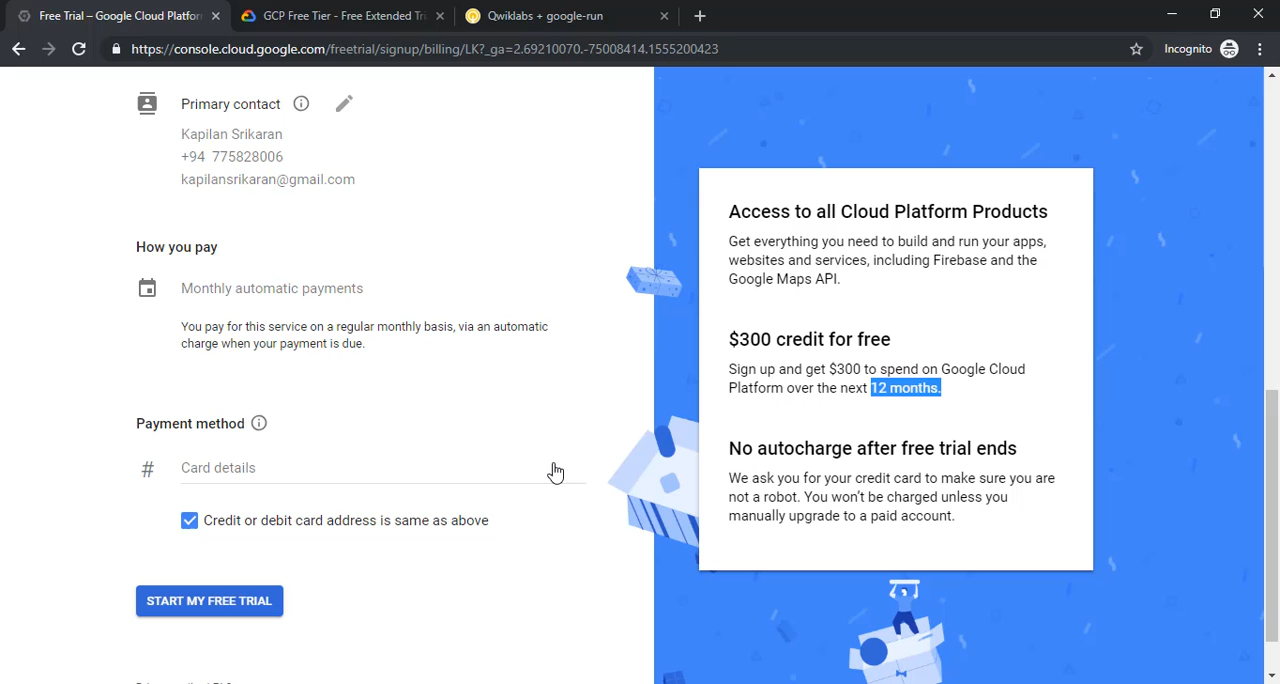 Free Trial – Google Cloud Platfor
GCP Free Tier - Free Extended Tri
Qwiklabs + google-run
https://console.cloud.google.com/freetrial/signup/billing/LK?_ga=2.69210070.-75008414.1555200423
Incognito
Primary contact
Kapilan Srikaran
+94 775828006
kapilansrikaran@gmail.com
How you pay
Monthly automatic payments
You pay for this service on a regular monthly basis, via an automatic
charge when your payment is due.
Payment method
# Card details
Credit or debit card address is same as above
START MY FREE TRIAL
Access to all Cloud Platform Products
Get everything you need to build and run your apps,
websites and services, including Firebase and the
Google Maps API.
$300 credit for free
Sign up and get $300 to spend on Google Cloud
Platform over the next 12 months.
No autocharge after free trial ends
We ask you for your credit card to make sure you are
not a robot. You won't be charged unless you
manually upgrade to a paid account.